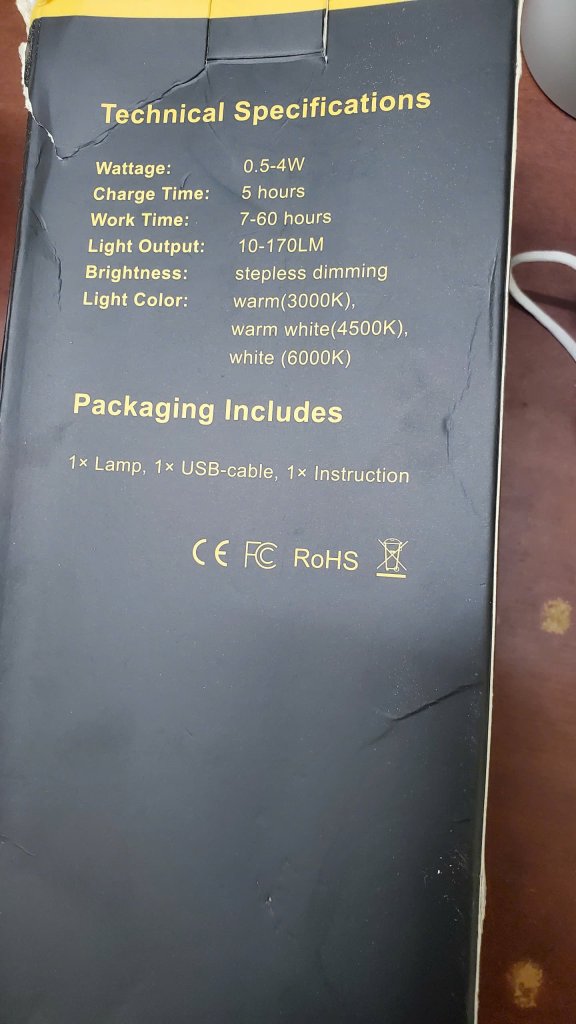 Technical Specifications
Wattage: 0.5-4W
Charge Time: 5 hours
Work Time: 7-60 hours
Light Output: 10-170LM
Brightness: stepless dimming
Light Color: warm(3000K),
warm white(4500K),
white (6000K)
Packaging Includes
1× Lamp, 1× USB-cable, 1× Instruction
CE FC RoHS